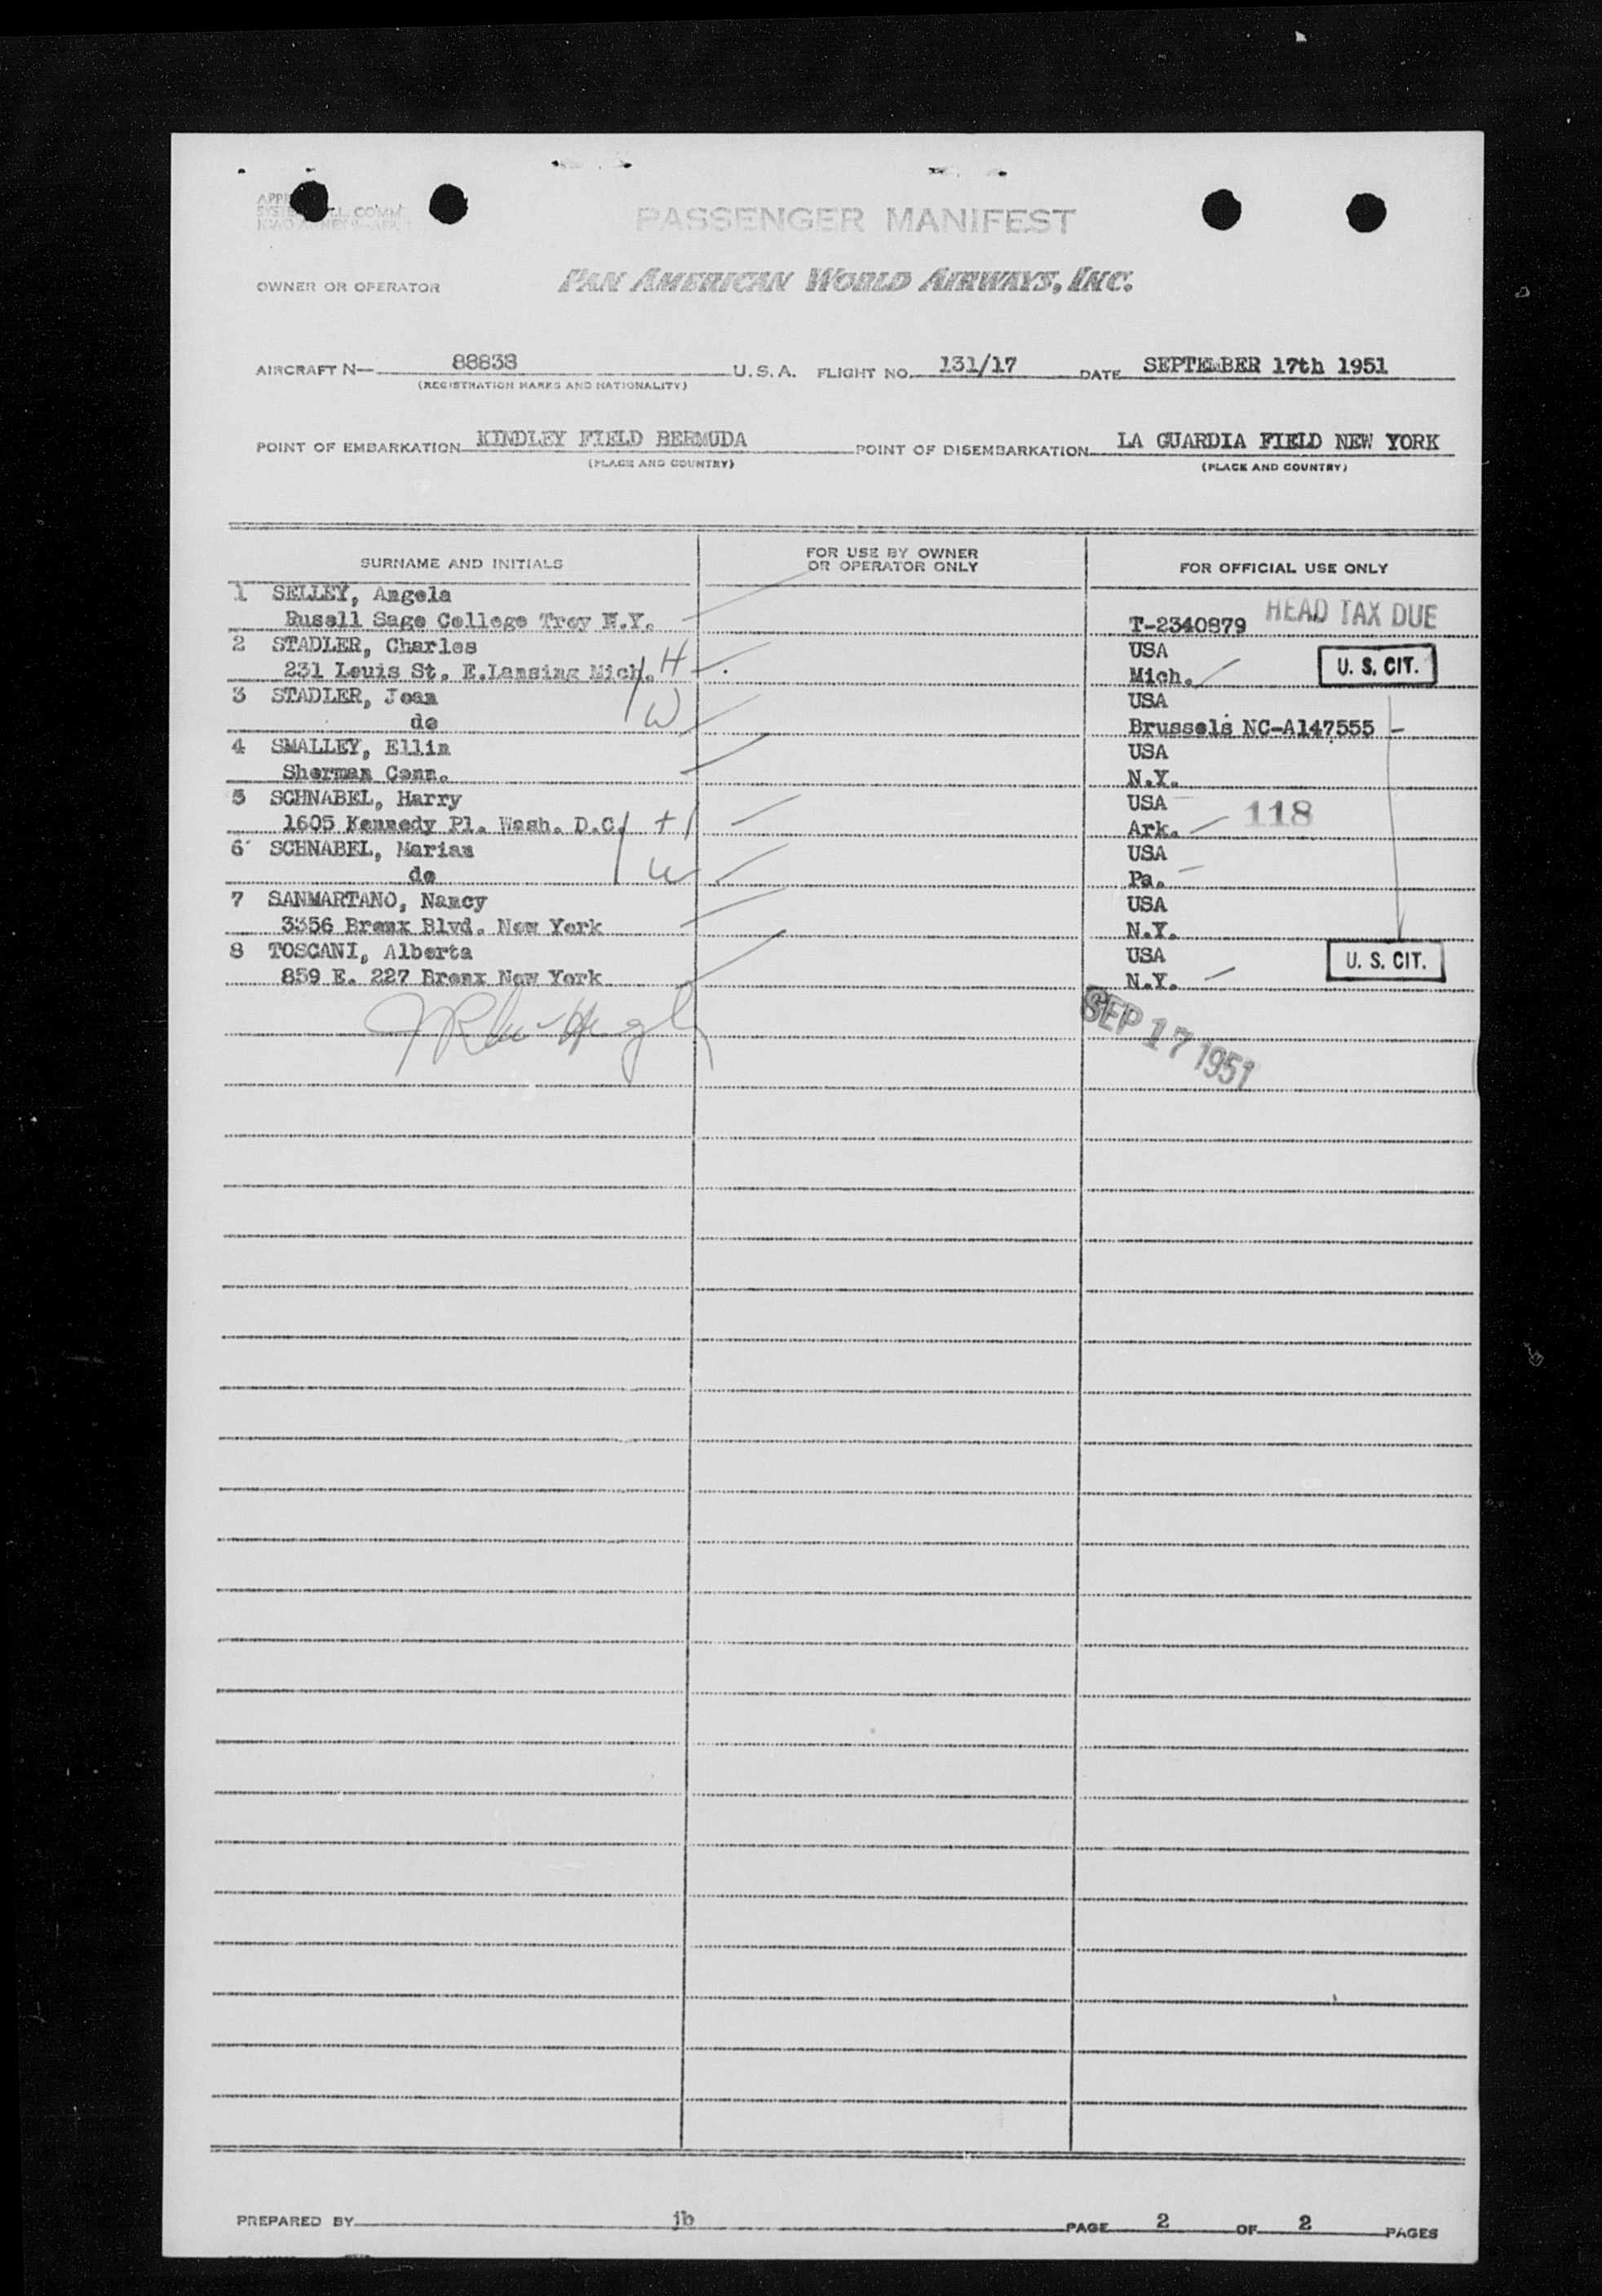 PASSENGER MANIFEST
OWNER OR OPERATOR PAN AMERICAN WORLD AIRWAYS, INC.
AIRCRAFT N— 88838 U.S.A. FLIGHT NO. 131/17 DATE SEPTEMBER 17th 1951
(REGISTRATION MARKS AND NATIONALITY)
POINT OF EMBARKATION KINDLEY FIELD BERMUDA POINT OF DISEMBARKATION LA GUARDIA FIELD NEW YORK
(PLACE AND COUNTRY) (PLACE AND COUNTRY)
SURNAME AND INITIALS FOR USE BY OWNER OR OPERATOR ONLY FOR OFFICIAL USE ONLY
1 SELLEY, Angela
Rusell Sage College Troy N.Y. T-2340879 HEAD TAX DUE
2 STADLER, Charles USA
231 Louis St. E.Lansing Mich. H Mich. U. S. CIT.
3 STADLER, Jean USA
do W Brussels NC-A147555
4 SMALLEY, Ellin USA
Sherman Conn. N.Y.
5 SCHNABEL, Harry USA
1605 Kennedy Pl. Wash. D.C. H Ark. 118
6 SCHNABEL, Marian USA
do W Pa.
7 SANMARTANO, Nancy USA
3356 Bronx Blvd. New York N.Y.
8 TOSCANI, Alberta USA
859 E. 227 Bronx New York N.Y. U. S. CIT.
SEP 17 1951
PREPARED BY jb PAGE 2 OF 2 PAGES